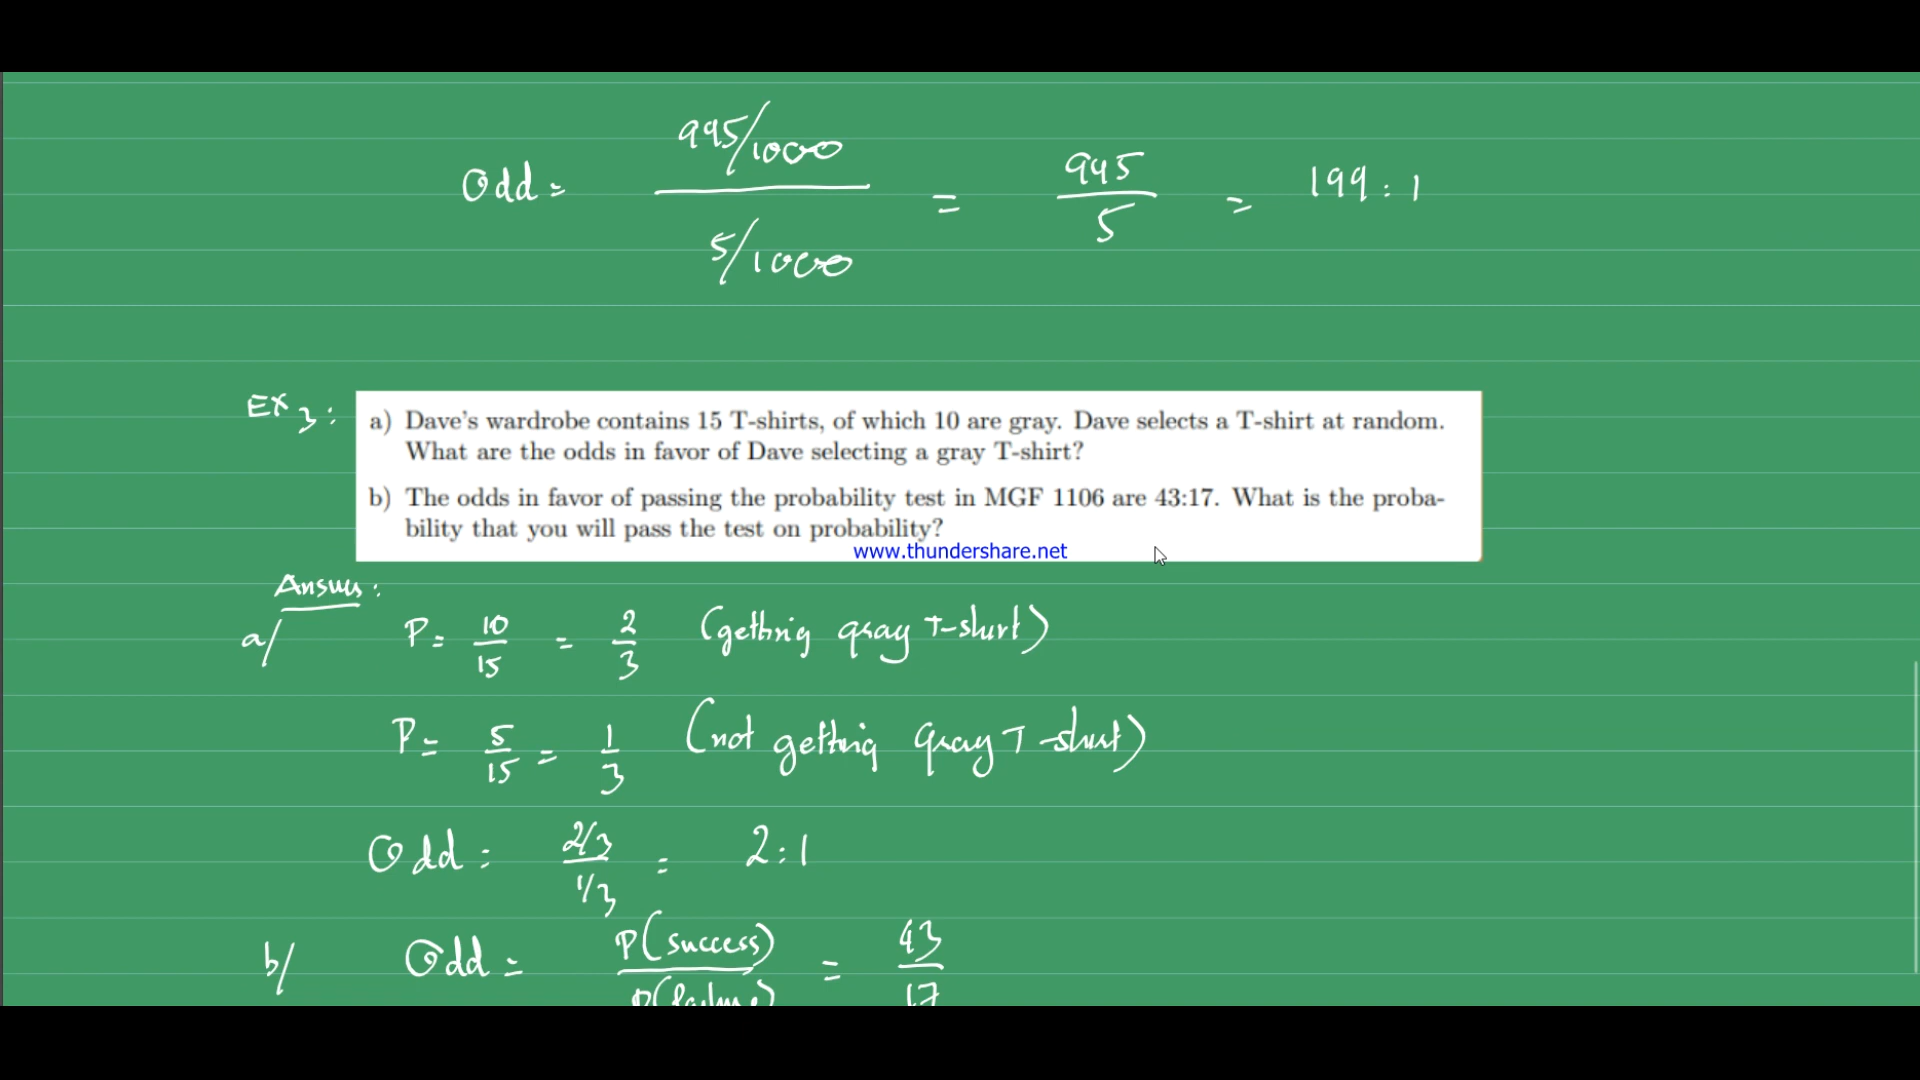 Odd = 995/1000 / 5/1000 = 995 / 5 = 199 : 1
EX 3 :
a) Dave's wardrobe contains 15 T-shirts, of which 10 are gray. Dave selects a T-shirt at random.
What are the odds in favor of Dave selecting a gray T-shirt?
b) The odds in favor of passing the probability test in MGF 1106 are 43:17. What is the proba-
bility that you will pass the test on probability?
www.thundershare.net
Answer :
a/ P = 10/15 = 2/3 (getting gray T-shirt)
P = 5/15 = 1/3 (not getting gray T-shirt)
Odd : 2/3 / 1/3 = 2 : 1
b/ Odd = P(success) / P(failure) = 43 / 17